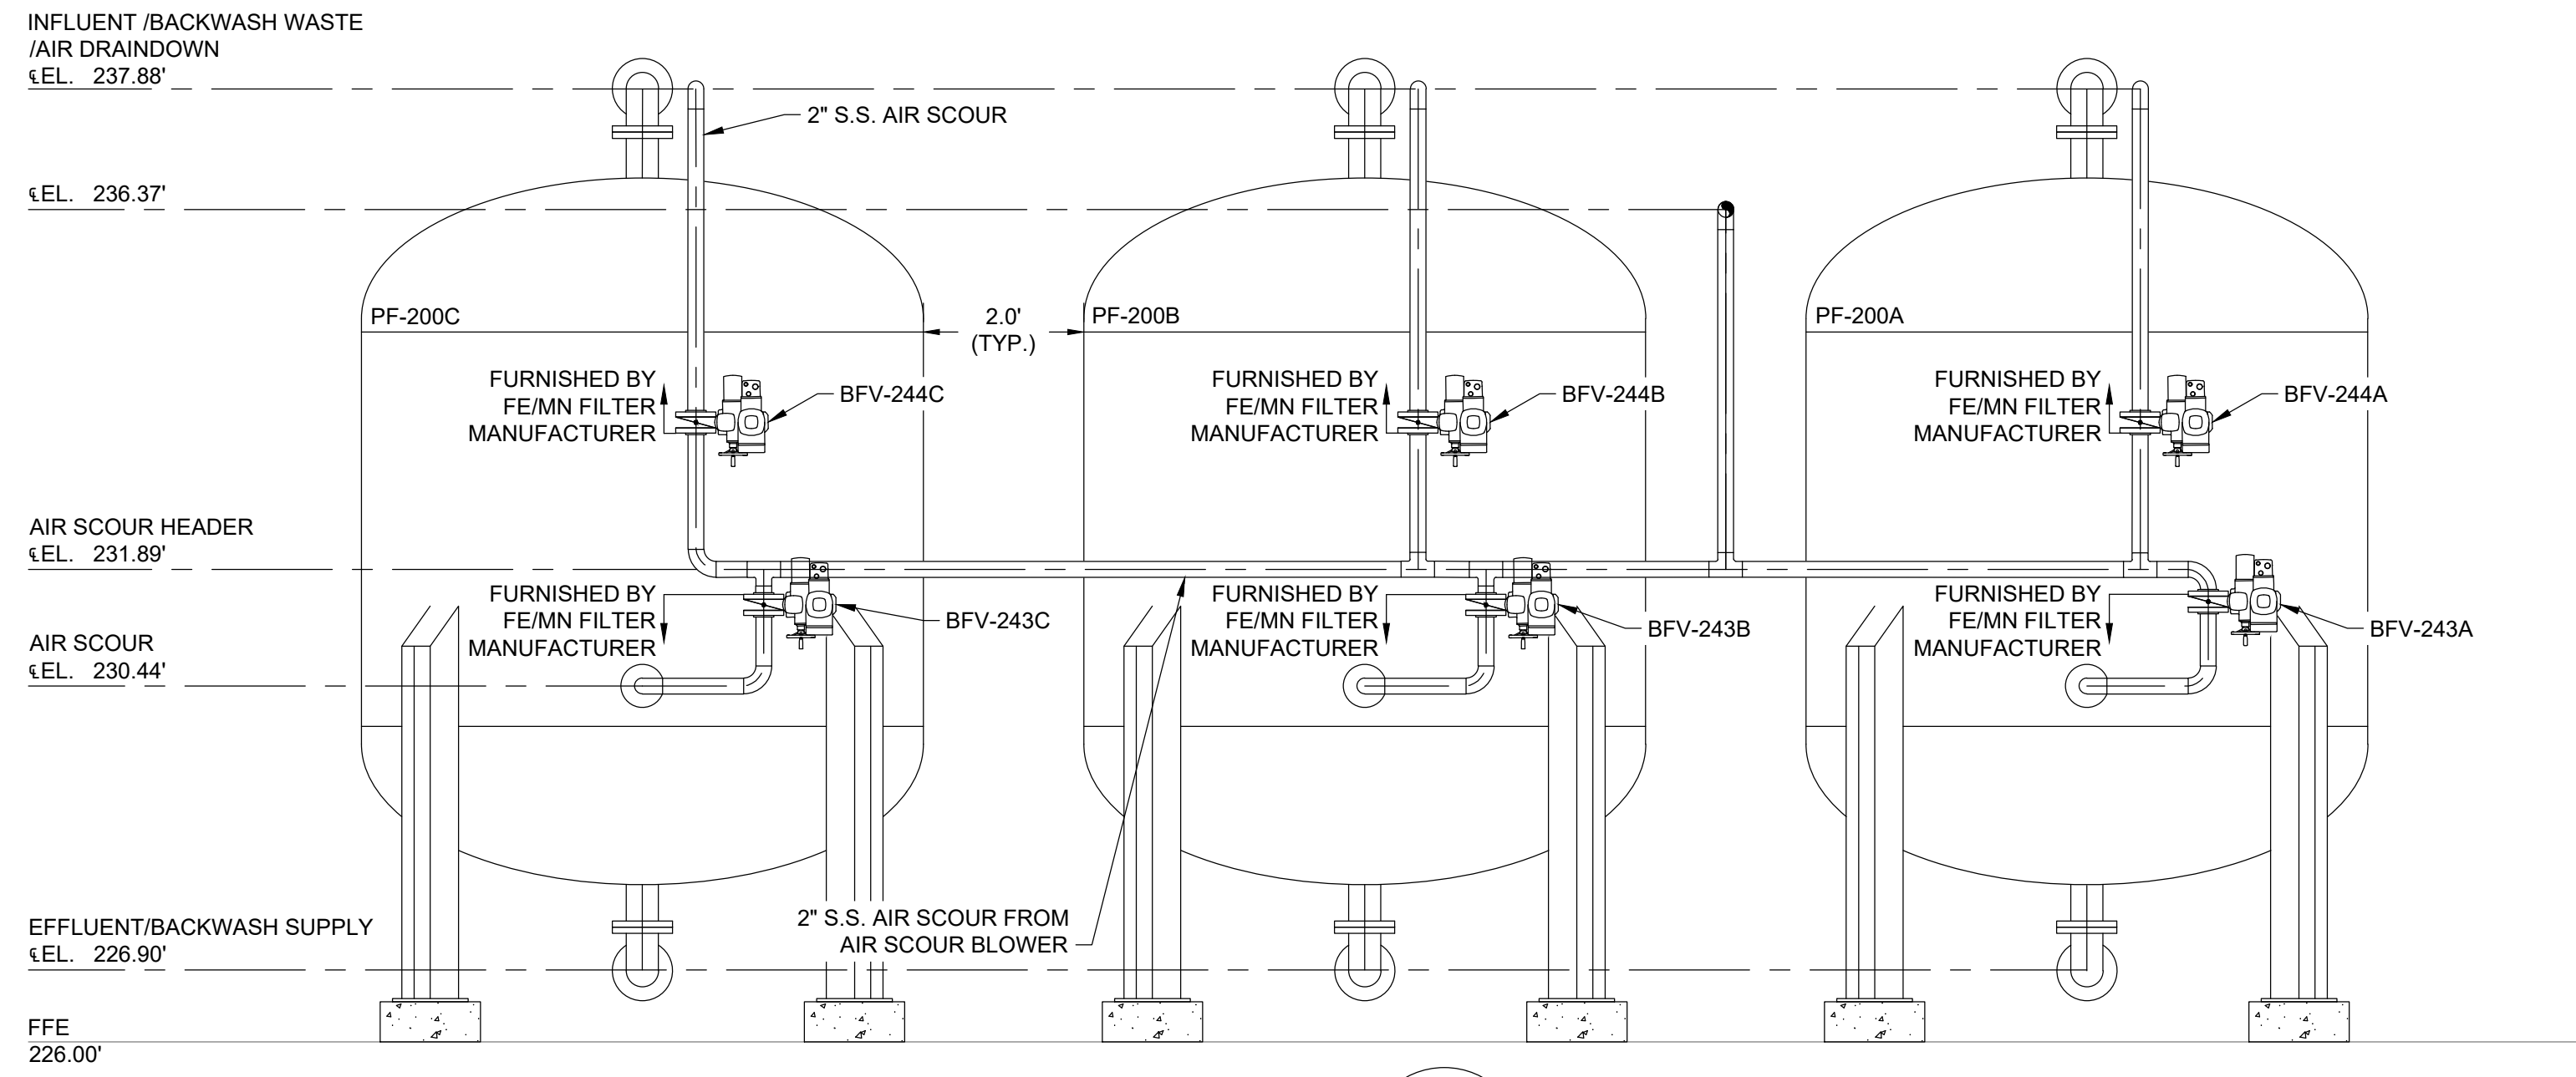 INFLUENT /BACKWASH WASTE
/AIR DRAINDOWN
℄EL. 237.88'
2" S.S. AIR SCOUR
℄EL. 236.37'
PF-200C
2.0'
(TYP.)
PF-200B
PF-200A
FURNISHED BY
FE/MN FILTER
MANUFACTURER
BFV-244C
FURNISHED BY
FE/MN FILTER
MANUFACTURER
BFV-244B
FURNISHED BY
FE/MN FILTER
MANUFACTURER
BFV-244A
AIR SCOUR HEADER
℄EL. 231.89'
FURNISHED BY
FE/MN FILTER
MANUFACTURER
BFV-243C
FURNISHED BY
FE/MN FILTER
MANUFACTURER
BFV-243B
FURNISHED BY
FE/MN FILTER
MANUFACTURER
BFV-243A
AIR SCOUR
℄EL. 230.44'
2" S.S. AIR SCOUR FROM
AIR SCOUR BLOWER
EFFLUENT/BACKWASH SUPPLY
℄EL. 226.90'
FFE
226.00'